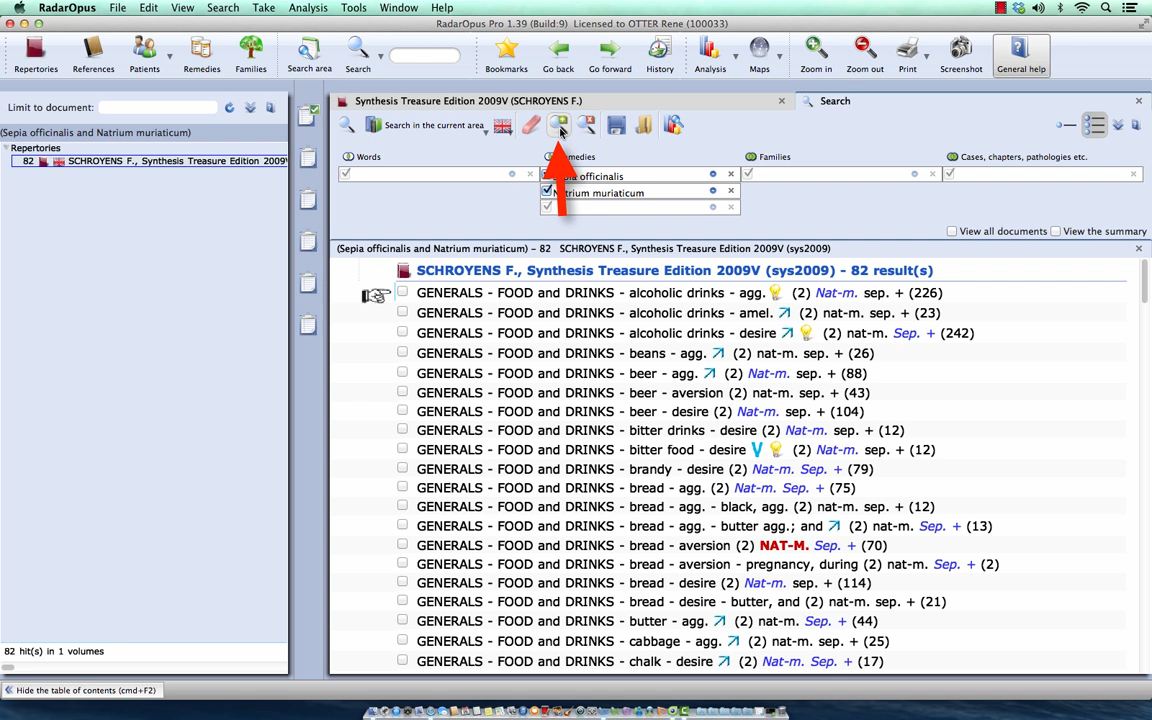 RadarOpus File Edit View Search Take Analysis Tools Window Help
RadarOpus Pro 1.39 (Build:9) Licensed to OTTER Rene (100033)
Repertories References Patients Remedies Families Search area Search Bookmarks Go back Go forward History Analysis Maps Zoom in Zoom out Print Screenshot General help
Limit to document:
(Sepia officinalis and Natrium muriaticum)
Repertories
82 SCHROYENS F., Synthesis Treasure Edition 2009V
82 hit(s) in 1 volumes
Hide the table of contents (cmd+F2)
Synthesis Treasure Edition 2009V (SCHROYENS F.)
Search
Search in the current area
Words Families Cases, chapters, pathologies etc.
officinalis
muriaticum
View all documents View the summary
(Sepia officinalis and Natrium muriaticum) - 82 SCHROYENS F., Synthesis Treasure Edition 2009V (sys2009)
SCHROYENS F., Synthesis Treasure Edition 2009V (sys2009) - 82 result(s)
GENERALS - FOOD and DRINKS - alcoholic drinks - agg. (2) Nat-m. sep. + (226)
GENERALS - FOOD and DRINKS - alcoholic drinks - amel. (2) nat-m. sep. + (23)
GENERALS - FOOD and DRINKS - alcoholic drinks - desire (2) nat-m. Sep. + (242)
GENERALS - FOOD and DRINKS - beans - agg. (2) nat-m. sep. + (26)
GENERALS - FOOD and DRINKS - beer - agg. (2) Nat-m. sep. + (88)
GENERALS - FOOD and DRINKS - beer - aversion (2) nat-m. sep. + (43)
GENERALS - FOOD and DRINKS - beer - desire (2) Nat-m. sep. + (104)
GENERALS - FOOD and DRINKS - bitter drinks - desire (2) Nat-m. sep. + (12)
GENERALS - FOOD and DRINKS - bitter food - desire V (2) Nat-m. sep. + (12)
GENERALS - FOOD and DRINKS - brandy - desire (2) Nat-m. Sep. + (79)
GENERALS - FOOD and DRINKS - bread - agg. (2) Nat-m. Sep. + (75)
GENERALS - FOOD and DRINKS - bread - agg. - black, agg. (2) nat-m. sep. + (12)
GENERALS - FOOD and DRINKS - bread - agg. - butter agg.; and (2) nat-m. Sep. + (13)
GENERALS - FOOD and DRINKS - bread - aversion (2) NAT-M. Sep. + (70)
GENERALS - FOOD and DRINKS - bread - aversion - pregnancy, during (2) nat-m. Sep. + (2)
GENERALS - FOOD and DRINKS - bread - desire (2) Nat-m. sep. + (114)
GENERALS - FOOD and DRINKS - bread - desire - butter, and (2) nat-m. sep. + (21)
GENERALS - FOOD and DRINKS - butter - agg. (2) nat-m. Sep. + (44)
GENERALS - FOOD and DRINKS - cabbage - agg. (2) nat-m. sep. + (25)
GENERALS - FOOD and DRINKS - chalk - desire (2) Nat-m. Sep. + (17)